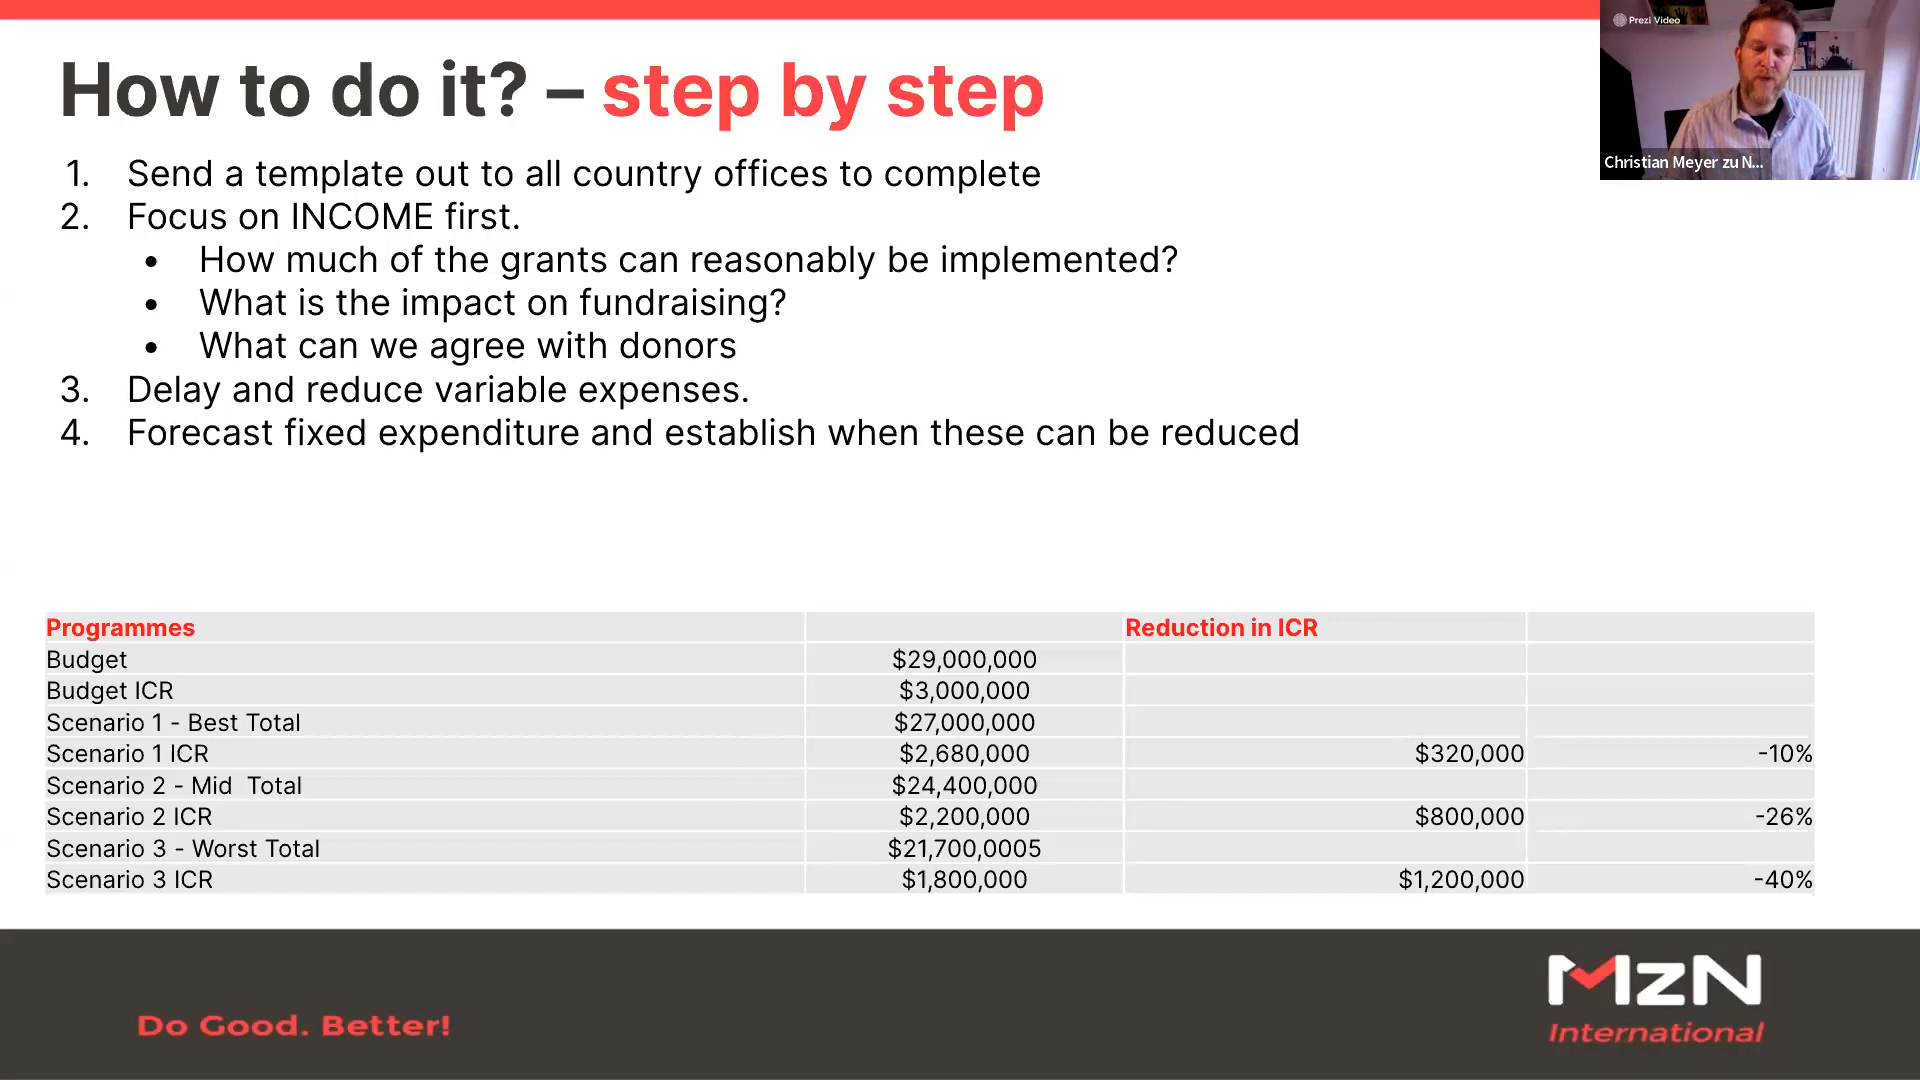 Prezi Video
Christian Meyer zu N...
How to do it? – step by step
1. Send a template out to all country offices to complete
2. Focus on INCOME first.
• How much of the grants can reasonably be implemented?
• What is the impact on fundraising?
• What can we agree with donors
3. Delay and reduce variable expenses.
4. Forecast fixed expenditure and establish when these can be reduced
Programmes Reduction in ICR
Budget $29,000,000
Budget ICR $3,000,000
Scenario 1 - Best Total $27,000,000
Scenario 1 ICR $2,680,000 $320,000 -10%
Scenario 2 - Mid  Total $24,400,000
Scenario 2 ICR $2,200,000 $800,000 -26%
Scenario 3 - Worst Total $21,700,0005
Scenario 3 ICR $1,800,000 $1,200,000 -40%
Do Good. Better!
MzN
International